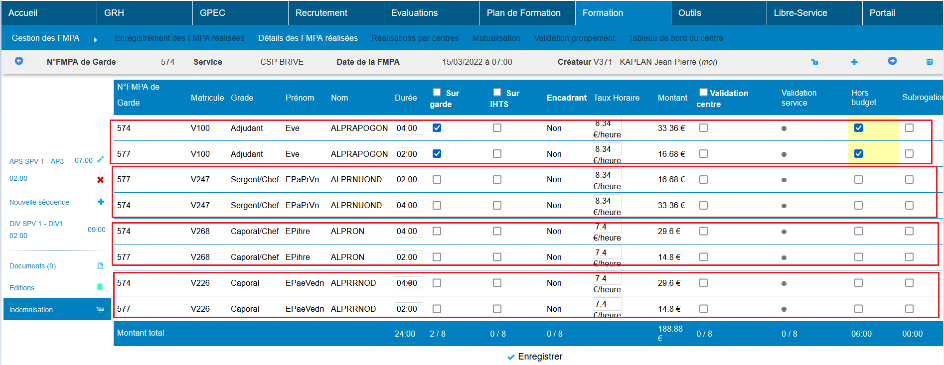 Accueil GRH GPEC Recrutement Evaluations Plan de Formation Formation Outils Libre-Service Portail
Gestion des FMPA Enregistrement des FMPA réalisées Détails des FMPA réalisées Réalisations par centres Mutualisation Validation groupement Tableau de bord du centre
N°FMPA de Garde 574 Service CSP BRIVE Date de la FMPA 15/03/2022 à 07:00 Créateur V371 KAPLAN Jean Pierre (moi)
N°FMPA de Garde Matricule Grade Prénom Nom Durée Sur garde Sur IHTS Encadrant Taux Horaire Montant Validation centre Validation service Hors budget Subrogation
574 V100 Adjudant Eve ALPRAPOGON 04:00 Non 8.34 €/heure 33.36 €
577 V100 Adjudant Eve ALPRAPOGON 02:00 Non 8.34 €/heure 16.68 €
577 V247 Sergent/Chef EPaPrVn ALPRNUOND 02:00 Non 8.34 €/heure 16.68 €
574 V247 Sergent/Chef EPaPrVn ALPRNUOND Non 8.34 €/heure 33.36 €
574 V268 Caporal/Chef EPihre ALPRON 04:00 Non 7.4 €/heure 29.6 €
577 V268 Caporal/Chef EPihre ALPRON 02:00 Non 7.4 €/heure 14.8 €
574 V226 Caporal EPaeVedn ALPRRNOD 04:00 Non 7.4 €/heure 29.6 €
577 V226 Caporal EPaeVedn ALPRRNOD 02:00 Non 7.4 €/heure 14.8 €
Montant total 24:00 2 / 8 0 / 8 0 / 8 188.88 € 0 / 8 0 / 8 06:00 00:00
APS SPV 1 - AP3 07:00
02:00
Nouvelle séquence
DIV SPV 1 - DIV1 09:00
02:00
Documents (0)
Editions
Indemnisation
Enregistrer